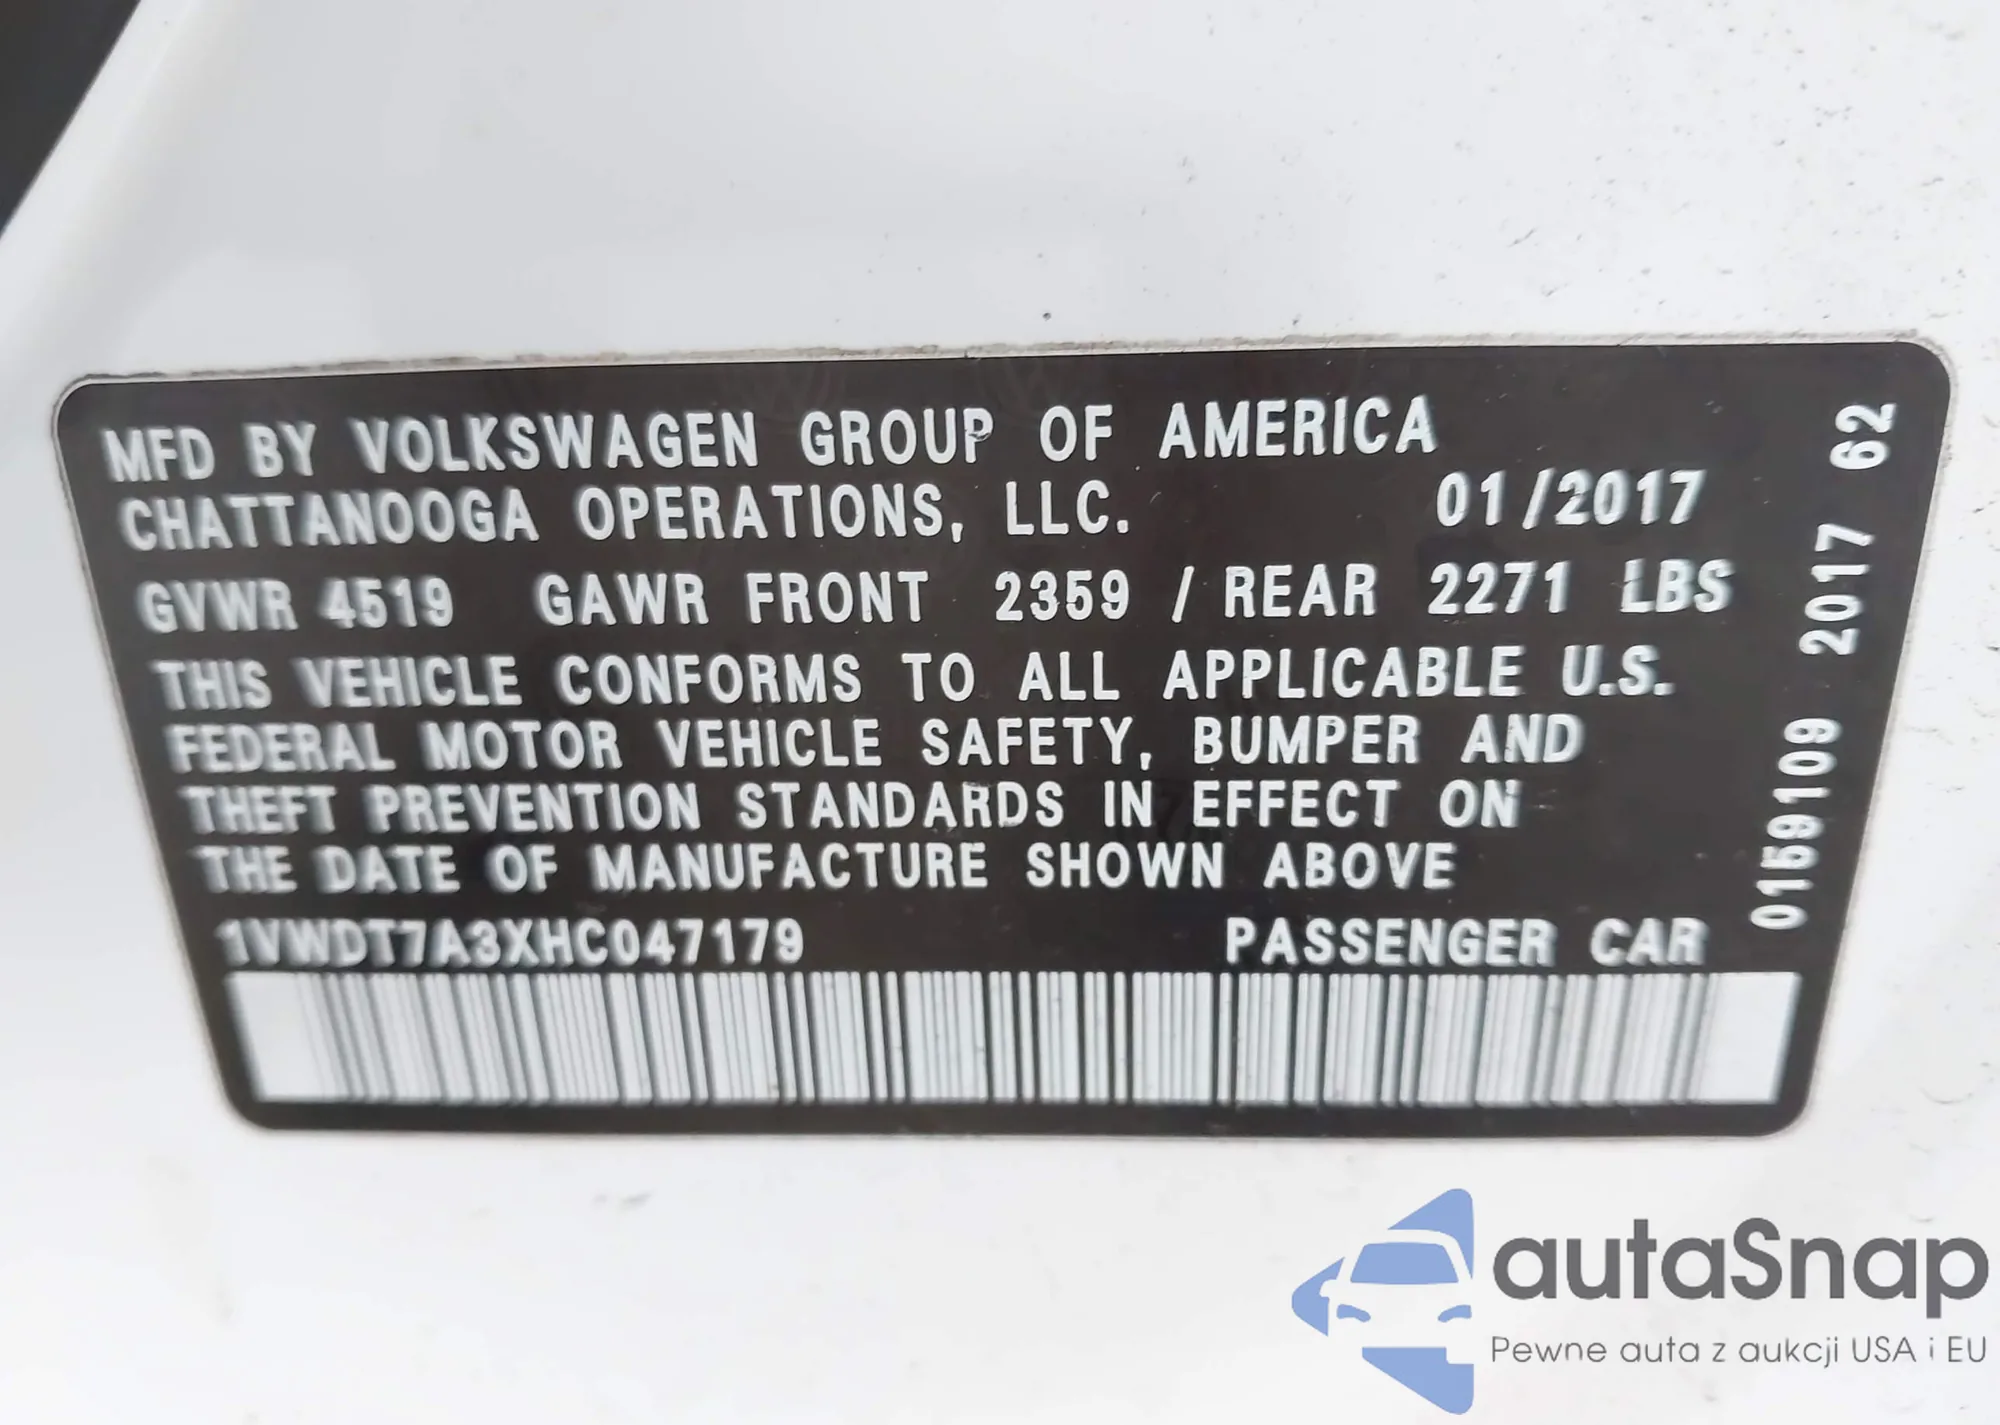 MFD BY VOLKSWAGEN GROUP OF AMERICA
CHATTANOOGA OPERATIONS, LLC. 01/2017
GVWR 4519 GAWR FRONT 2359 / REAR 2271 LBS
THIS VEHICLE CONFORMS TO ALL APPLICABLE U.S.
FEDERAL MOTOR VEHICLE SAFETY, BUMPER AND
THEFT PREVENTION STANDARDS IN EFFECT ON
THE DATE OF MANUFACTURE SHOWN ABOVE
1VWDT7A3XHC047179 PASSENGER CAR
0159109 2017 62
autaSnap
Pewne auta z aukcji USA i EU